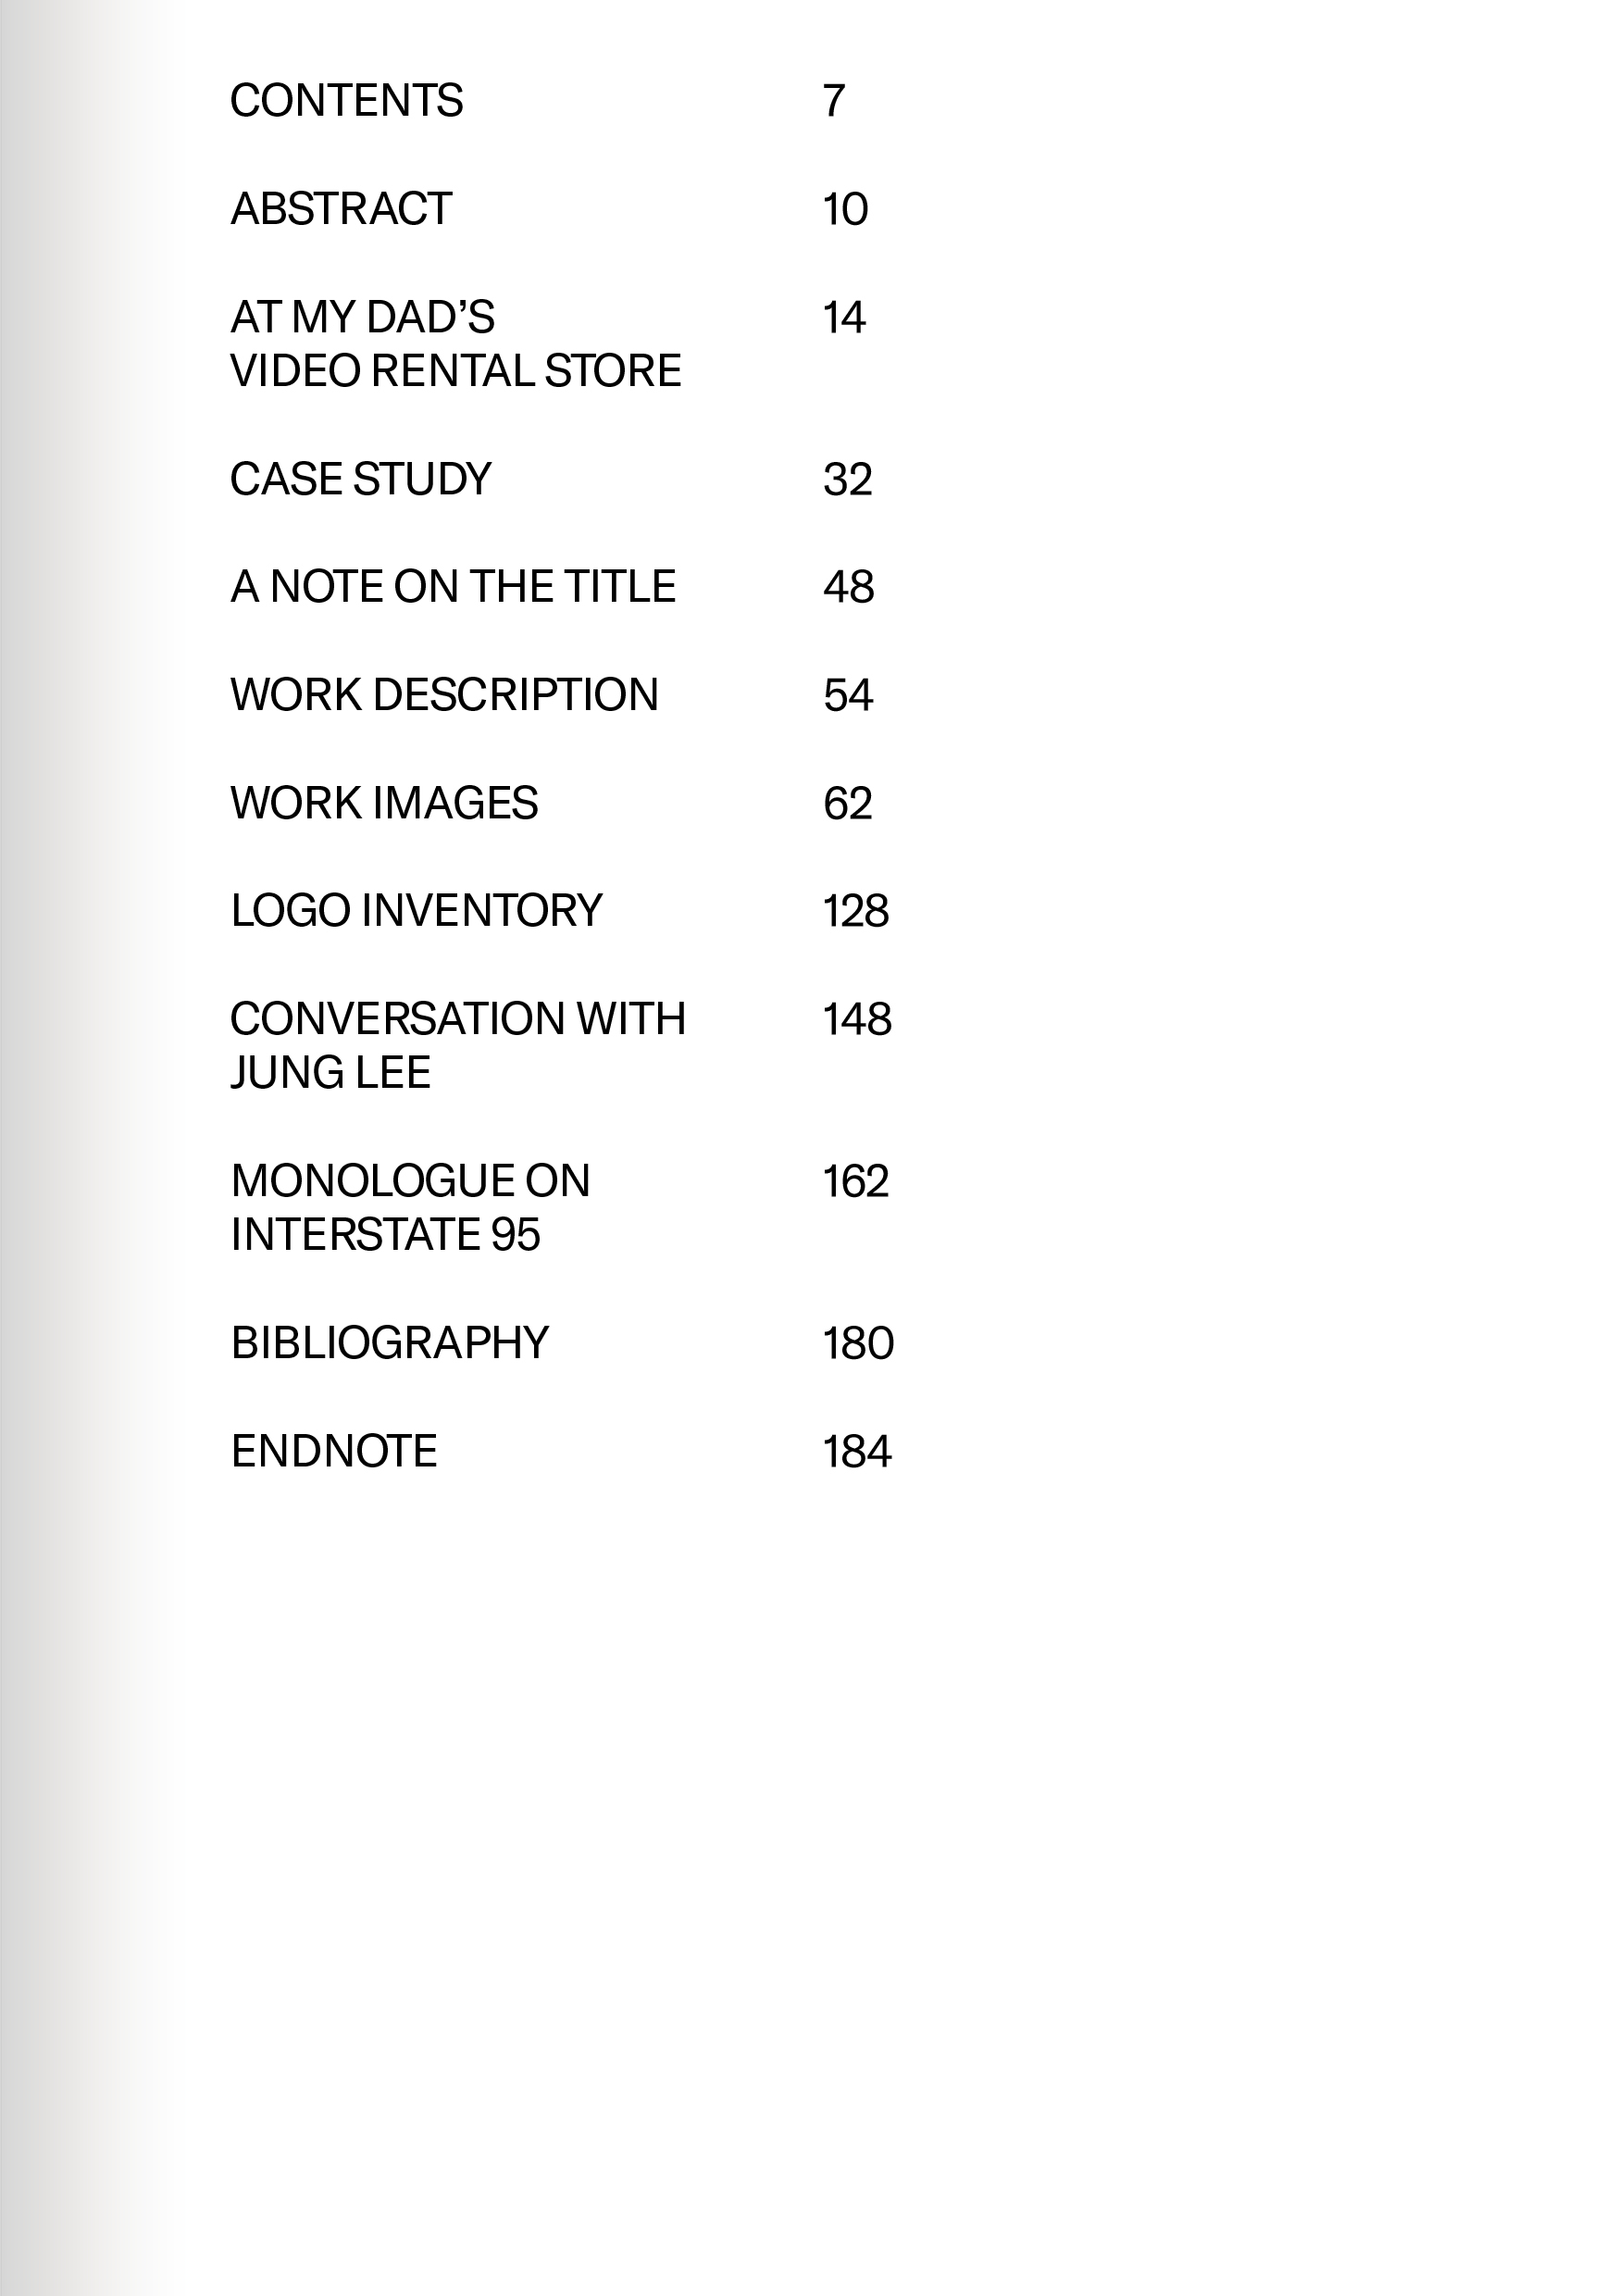 CONTENTS 7
ABSTRACT 10
AT MY DAD’S 14
VIDEO RENTAL STORE
CASE STUDY 32
A NOTE ON THE TITLE 48
WORK DESCRIPTION 54
WORK IMAGES 62
LOGO INVENTORY 128
CONVERSATION WITH 148
JUNG LEE
MONOLOGUE ON 162
INTERSTATE 95
BIBLIOGRAPHY 180
ENDNOTE 184